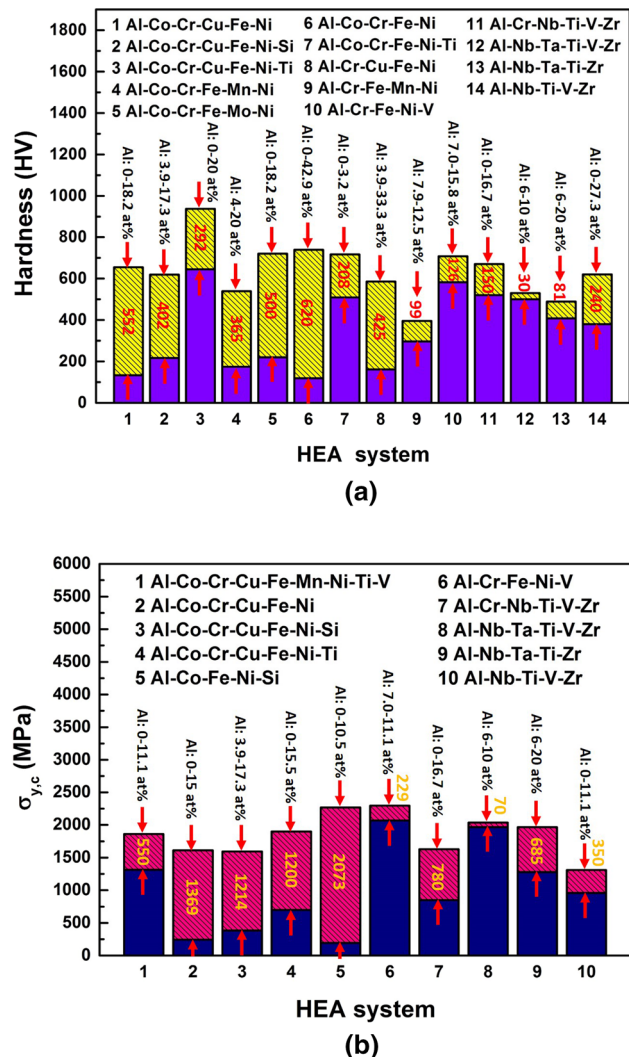 1 Al-Co-Cr-Cu-Fe-Ni
2 Al-Co-Cr-Cu-Fe-Ni-Si
3 Al-Co-Cr-Cu-Fe-Ni-Ti
4 Al-Co-Cr-Fe-Mn-Ni
5 Al-Co-Cr-Fe-Mo-Ni
6 Al-Co-Cr-Fe-Ni
7 Al-Co-Cr-Fe-Ni-Ti
8 Al-Cr-Cu-Fe-Ni
9 Al-Cr-Fe-Mn-Ni
10 Al-Cr-Fe-Ni-V
11 Al-Cr-Nb-Ti-V-Zr
12 Al-Nb-Ta-Ti-V-Zr
13 Al-Nb-Ta-Ti-Zr
14 Al-Nb-Ti-V-Zr
Hardness (HV)
1800
1600
1400
1200
1000
800
600
400
200
0
Al: 0-18.2 at%
Al: 3.9-17.3 at%
Al: 0-20 at%
Al: 4-20 at%
Al: 0-18.2 at%
Al: 0-42.9 at%
Al: 0-3.2 at%
Al: 3.9-33.3 at%
Al: 7.9-12.5 at%
Al: 7.0-15.8 at%
Al: 0-16.7 at%
Al: 6-10 at%
Al: 6-20 at%
Al: 0-27.3 at%
552
402
292
365
500
620
208
425
99
126
150
30
81
240
1 2 3 4 5 6 7 8 9 10 11 12 13 14
HEA system
(a)
1 Al-Co-Cr-Cu-Fe-Mn-Ni-Ti-V
2 Al-Co-Cr-Cu-Fe-Ni
3 Al-Co-Cr-Cu-Fe-Ni-Si
4 Al-Co-Cr-Cu-Fe-Ni-Ti
5 Al-Co-Fe-Ni-Si
6 Al-Cr-Fe-Ni-V
7 Al-Cr-Nb-Ti-V-Zr
8 Al-Nb-Ta-Ti-V-Zr
9 Al-Nb-Ta-Ti-Zr
10 Al-Nb-Ti-V-Zr
σy,c (MPa)
6000
5500
5000
4500
4000
3500
3000
2500
2000
1500
1000
500
0
Al: 0-11.1 at%
Al: 0-15 at%
Al: 3.9-17.3 at%
Al: 0-15.5 at%
Al: 0-10.5 at%
Al: 7.0-11.1 at%
Al: 0-16.7 at%
Al: 6-10 at%
Al: 6-20 at%
Al: 0-11.1 at%
550
1369
1214
1200
2073
229
780
70
685
350
1 2 3 4 5 6 7 8 9 10
HEA system
(b)